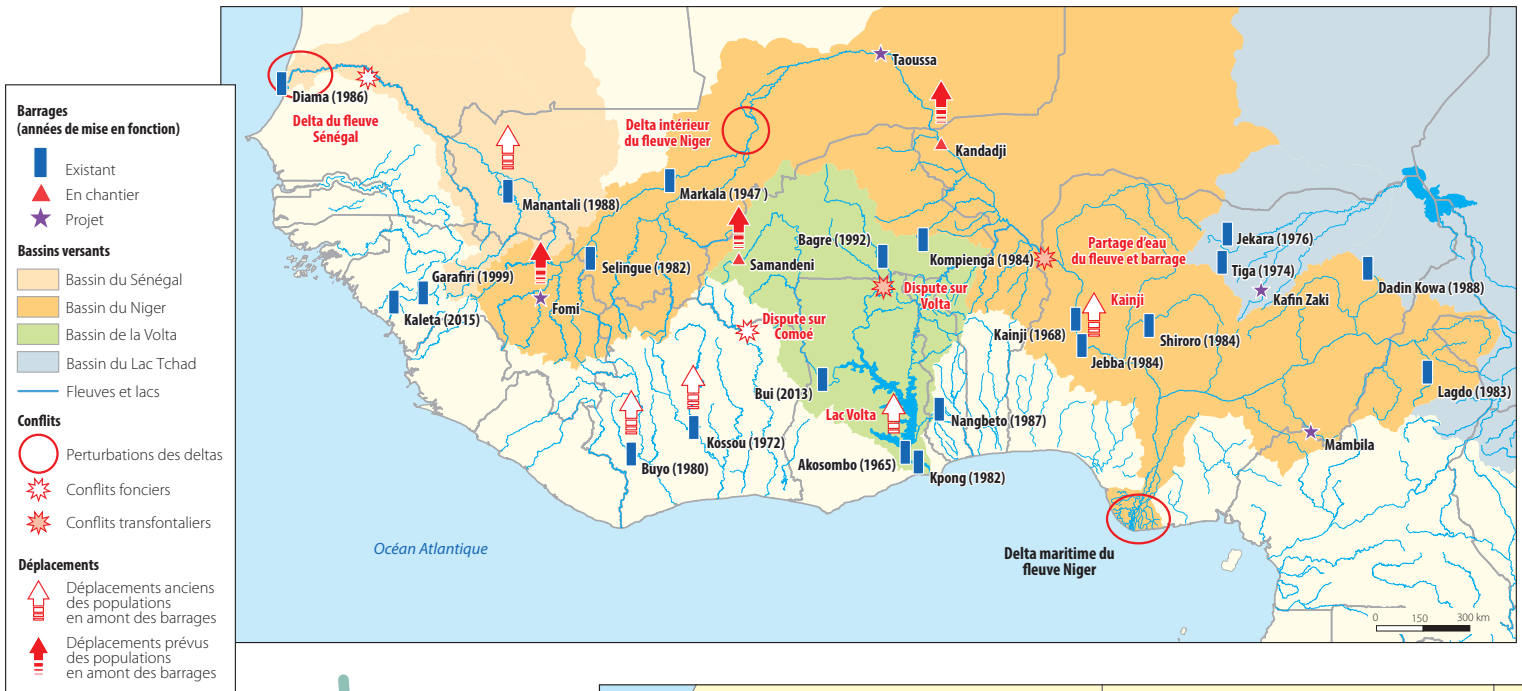 Barrages
(années de mise en fonction)
Existant
En chantier
Projet
Bassins versants
Bassin du Sénégal
Bassin du Niger
Bassin de la Volta
Bassin du Lac Tchad
Fleuves et lacs
Conflits
Perturbations des deltas
Conflits fonciers
Conflits transfontaliers
Déplacements
Déplacements anciens
des populations
en amont des barrages
Déplacements prévus
des populations
en amont des barrages
Taoussa
Diama (1986)
Delta du fleuve
Sénégal
Delta intérieur
du fleuve Niger
Kandadji
Manantali (1988)
Markala (1947 )
Bagre (1992)
Kompienga (1984)
Partage d'eau
du fleuve et barrage
Jekara (1976)
Tiga (1974)
Kafin Zaki
Dadin Kowa (1988)
Garafiri (1999)
Selingue (1982)
Samandeni
Kaleta (2015)
Fomi
Dispute sur
Volta
Dispute sur
Comoé
Kainji
Kainji (1968)
Shiroro (1984)
Jebba (1984)
Lagdo (1983)
Bui (2013)
Lac Volta
Nangbeto (1987)
Kossou (1972)
Buyo (1980)
Akosombo (1965)
Kpong (1982)
Mambila
Océan Atlantique
Delta maritime du
fleuve Niger
0 150 300 km